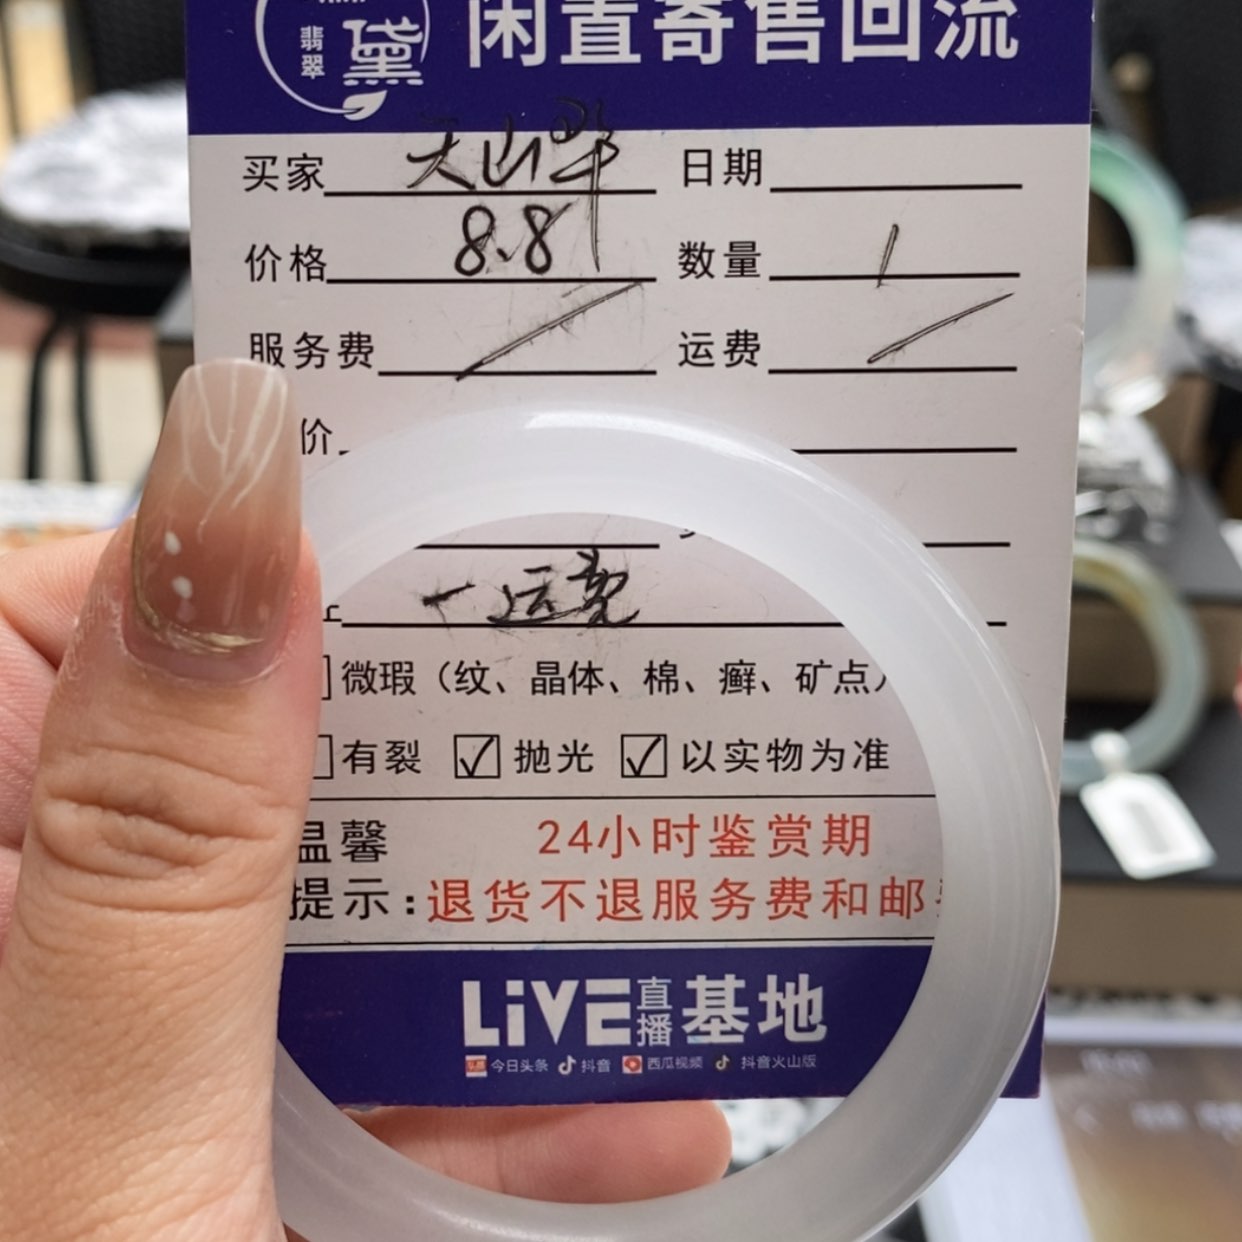 翡翠
黛
闲置寄售回流
买家 天山翠 日期
价格 8.8 数量 1
服务费 / 运费 /
价
一运亮
微瑕（纹、晶体、棉、癣、矿点）
有裂 ☑抛光 ☑以实物为准
温馨 24小时鉴赏期
提示：退货不退服务费和邮
LiVE直播基地
今日头条 抖音 西瓜视频 抖音火山版